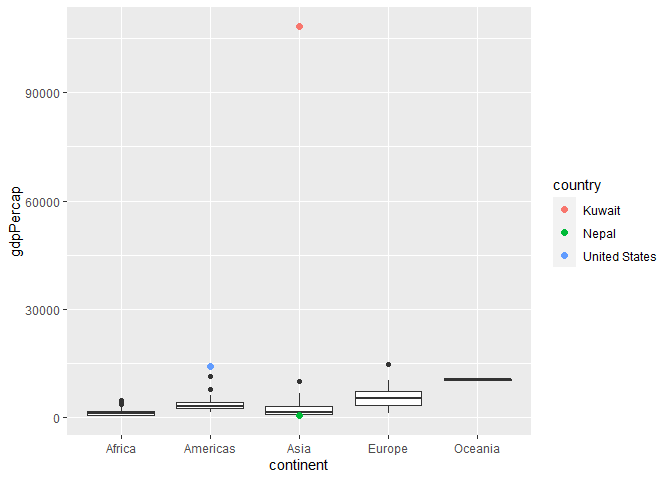 gdpPercap
90000
60000
30000
0
Africa
Americas
Asia
Europe
Oceania
continent
country
Kuwait
Nepal
United States